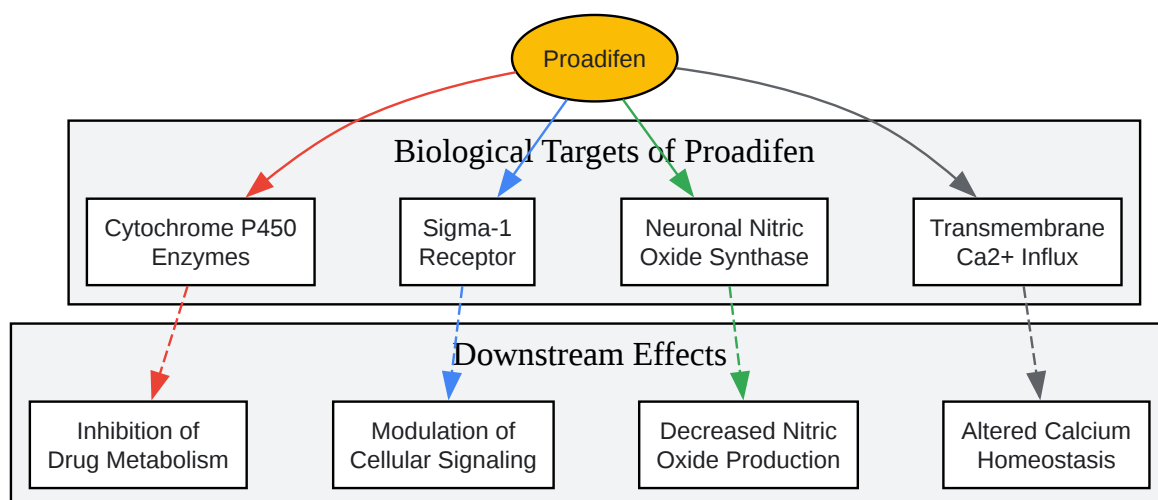 Proadifen
Biological Targets of Proadifen
Cytochrome P450
Enzymes
Sigma-1
Receptor
Neuronal Nitric
Oxide Synthase
Transmembrane
Ca2+ Influx
Downstream Effects
Inhibition of
Drug Metabolism
Modulation of
Cellular Signaling
Decreased Nitric
Oxide Production
Altered Calcium
Homeostasis